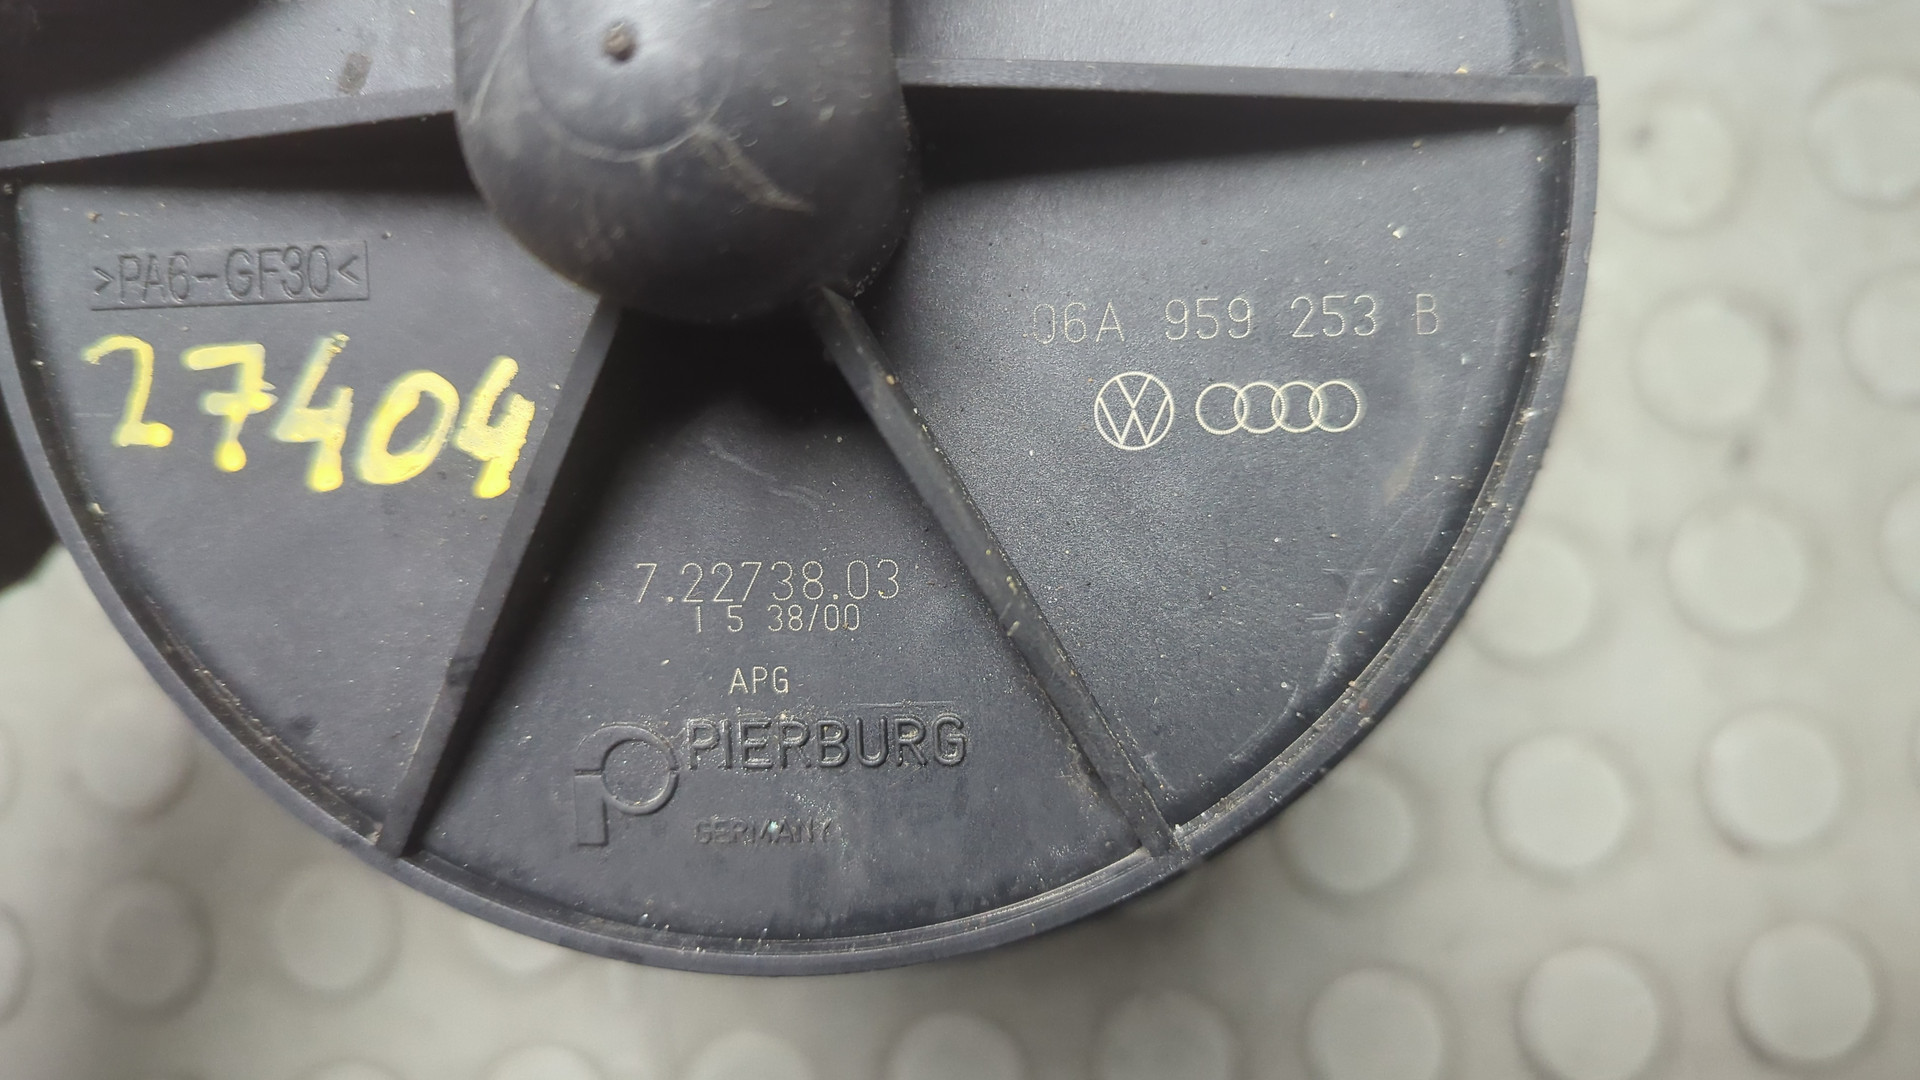 >PA6-GF30<
27404
06A 959 253 B
7.22738.03
1 5 38/00
APG
PIERBURG
GERMANY